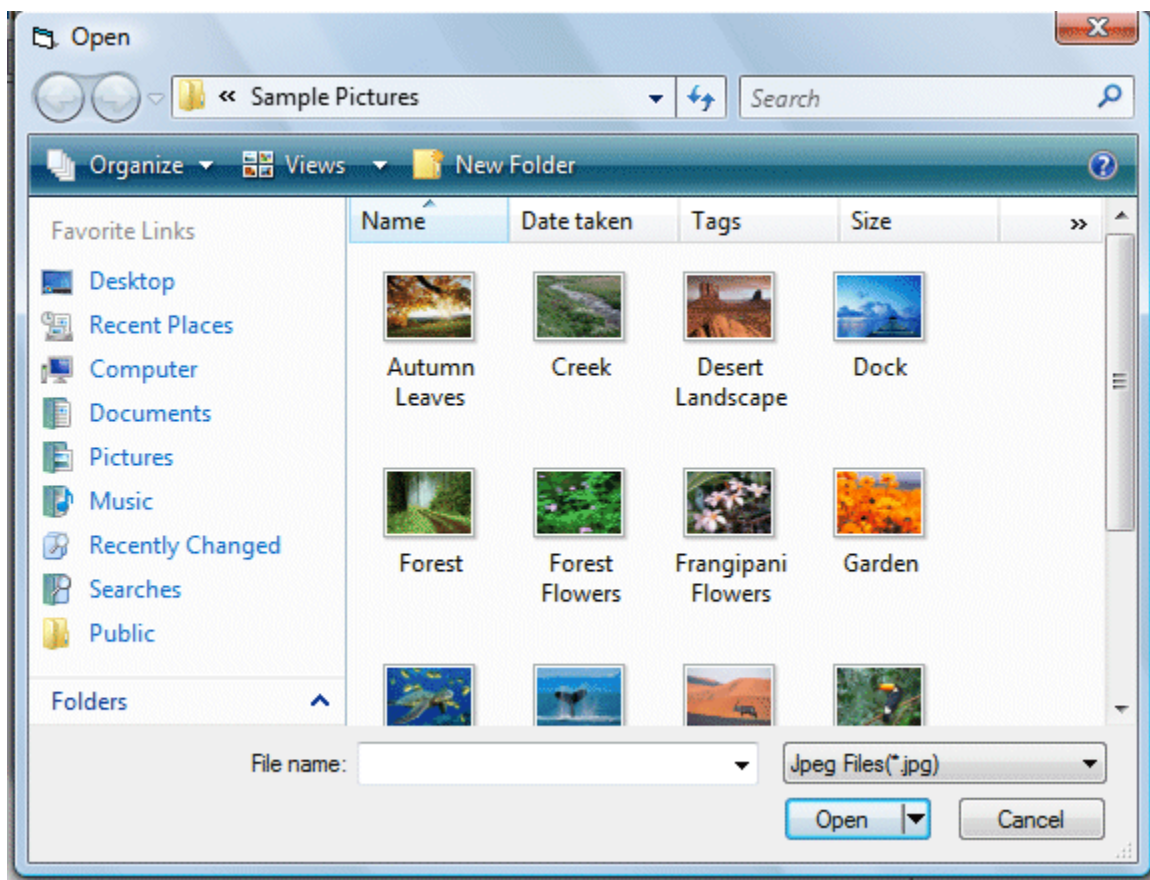 Open
« Sample Pictures
Search
Organize Views New Folder
Favorite Links
Desktop
Recent Places
Computer
Documents
Pictures
Music
Recently Changed
Searches
Public
Folders
Name Date taken Tags Size »
Autumn Creek Desert Dock
Leaves Landscape
Forest Forest Frangipani Garden
Flowers Flowers
File name: Jpeg Files(*.jpg)
Open Cancel